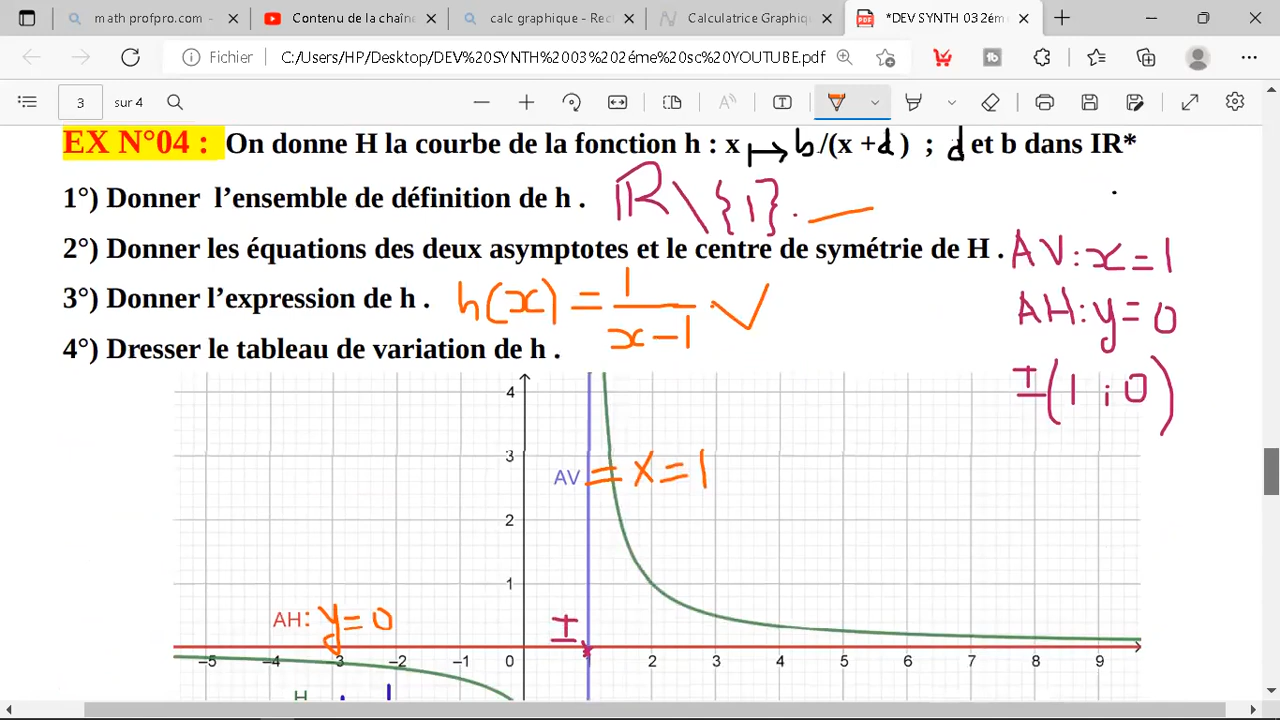 math profixe.com -
Contenu de la chaîne
calc graphique - Re
Calculatrice Graphiqu
*DEV SYNTH 03 2ém
Fichier
C:/Users/HP/Desktop/DEV%20SYNTH%2003%202éme%20sc%20YOUTUBE.pdf
3 sur 4
EX N°04 : On donne H la courbe de la fonction h : x ↦ b/(x + d) ; d et b dans IR*
1°) Donner l'ensemble de définition de h . IR \ {1}.
2°) Donner les équations des deux asymptotes et le centre de symétrie de H . AV: x = 1
3°) Donner l'expression de h . h(x) = 1/(x-1) ✓
AH: y = 0
4°) Dresser le tableau de variation de h .
I(1 ; 0)
4
3
AV = x = 1
2
1
AH: y = 0
I
-5 -4 -3 -2 -1 0 2 3 4 5 6 7 8 9
H